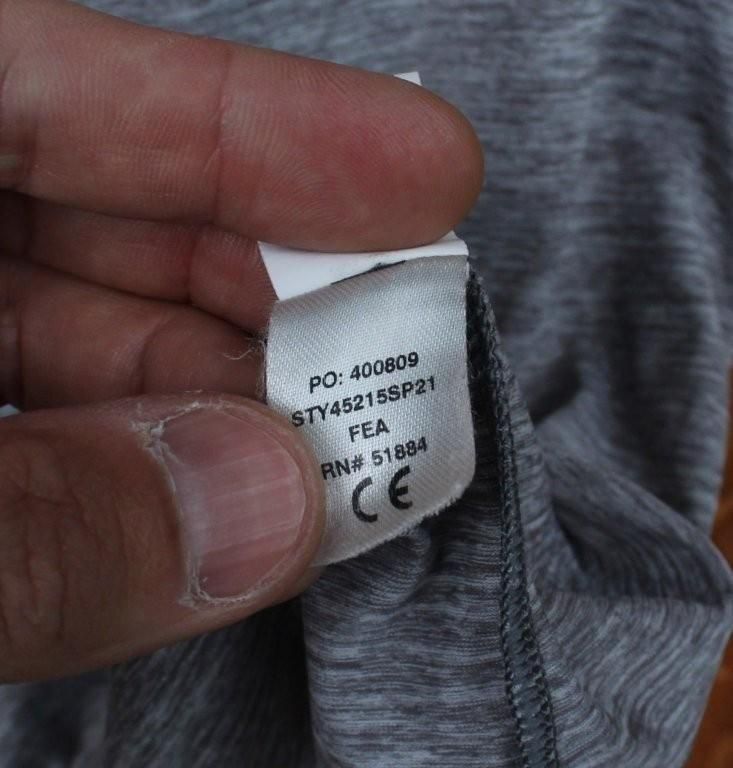 PO: 400809
STY45215SP21
FEA
RN# 51884
CE